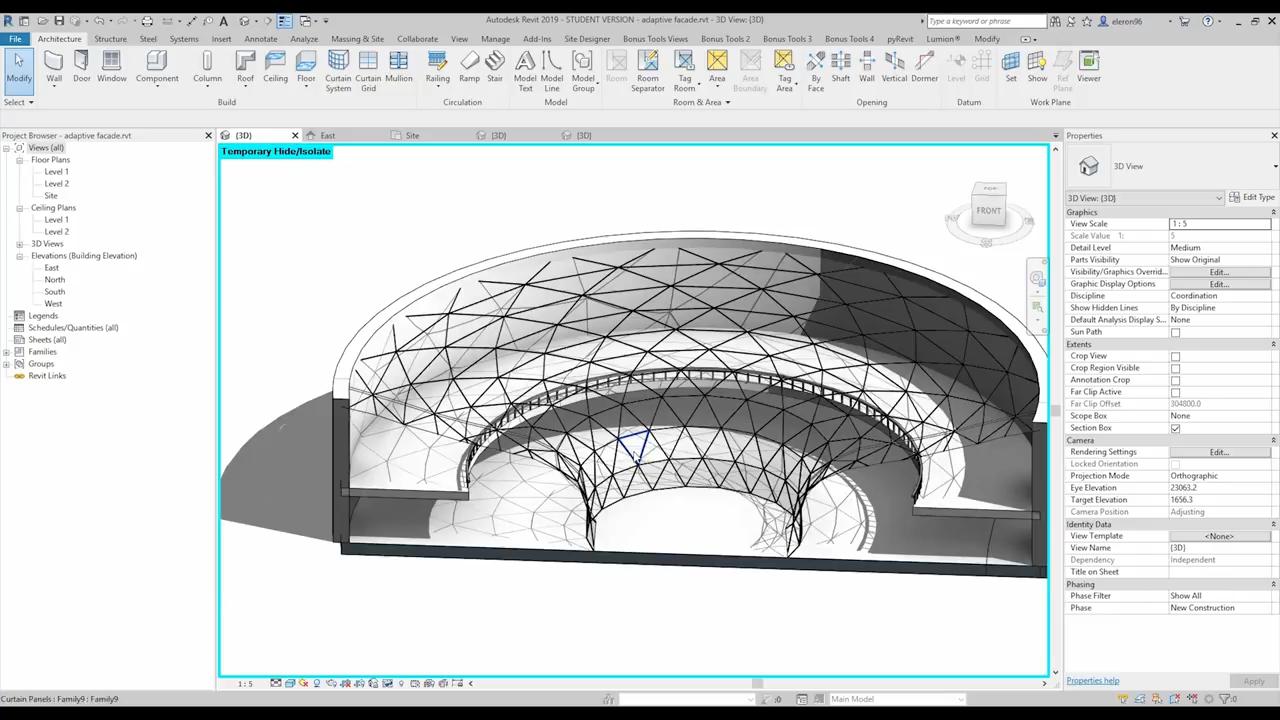 Autodesk Revit 2019 - STUDENT VERSION - adaptive facade.rvt - 3D View: {3D}
Type a keyword or phrase
eleron96
File Architecture Structure Steel Systems Insert Annotate Analyze Massing & Site Collaborate View Manage Add-Ins Site Designer Bonus Tools Views Bonus Tools 2 Bonus Tools 3 Bonus Tools 4 pyRevit Lumion® Modify
Modify Wall Door Window Component Column Roof Ceiling Floor Curtain System Curtain Grid Mullion Railing Ramp Stair Model Text Model Line Model Group Room Room Separator Tag Room Area Area Boundary Tag Area By Face Shaft Wall Vertical Dormer Level Grid Set Show Ref Plane Viewer
Select Build Circulation Model Room & Area Opening Datum Work Plane
Project Browser - adaptive facade.rvt
{3D} East Site {3D} {3D}
Properties
Temporary Hide/Isolate
Views (all)
Floor Plans
Level 1
Level 2
Site
Ceiling Plans
Level 1
Level 2
3D Views
Elevations (Building Elevation)
East
North
South
West
Legends
Schedules/Quantities (all)
Sheets (all)
Families
Groups
Revit Links
TOP
FRONT
3D View
3D View: {3D} Edit Type
Graphics
View Scale 1 : 5
Scale Value 1: 5
Detail Level Medium
Parts Visibility Show Original
Visibility/Graphics Overrid... Edit...
Graphic Display Options Edit...
Discipline Coordination
Show Hidden Lines By Discipline
Default Analysis Display S... None
Sun Path
Extents
Crop View
Crop Region Visible
Annotation Crop
Far Clip Active
Far Clip Offset 304800.0
Scope Box None
Section Box
Camera
Rendering Settings Edit...
Locked Orientation
Projection Mode Orthographic
Eye Elevation 23063.2
Target Elevation 1656.3
Camera Position Adjusting
Identity Data
View Template <None>
View Name {3D}
Dependency Independent
Title on Sheet
Phasing
Phase Filter Show All
Phase New Construction
Properties help Apply
1 : 5
Curtain Panels : Family9 : Family9
:0 Main Model :0